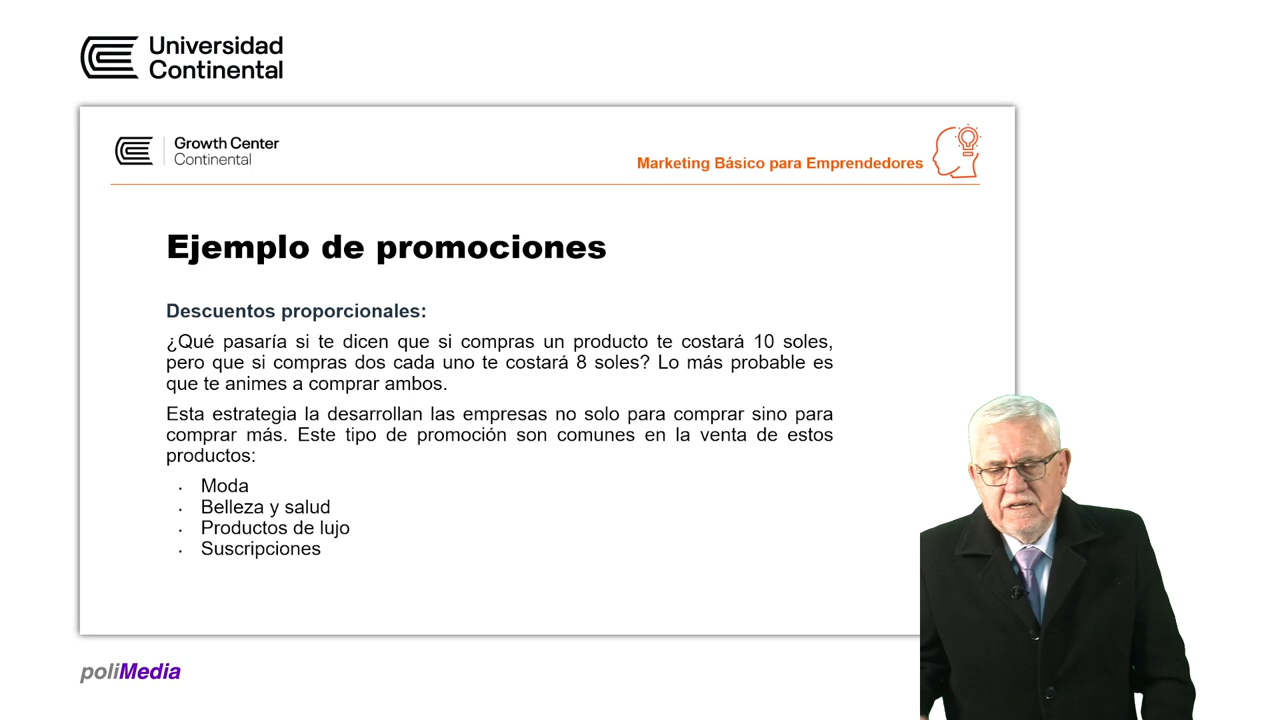 Universidad
Continental
Growth Center
Continental
Marketing Básico para Emprendedores
Ejemplo de promociones
Descuentos proporcionales:
¿Qué pasaría si te dicen que si compras un producto te costará 10 soles,
pero que si compras dos cada uno te costará 8 soles? Lo más probable es
que te animes a comprar ambos.
Esta estrategia la desarrollan las empresas no solo para comprar sino para
comprar más. Este tipo de promoción son comunes en la venta de estos
productos:
· Moda
· Belleza y salud
· Productos de lujo
· Suscripciones
poliMedia